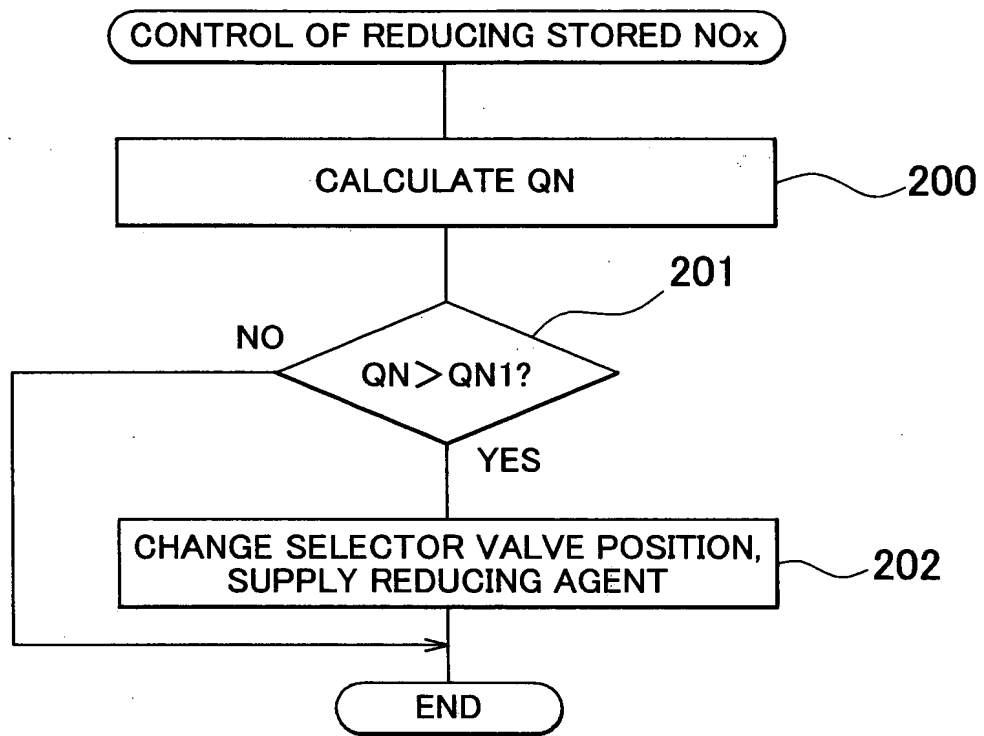 CONTROL OF REDUCING STORED NOx
CALCULATE QN
200
201
NO
QN>QN1?
YES
CHANGE SELECTOR VALVE POSITION,
SUPPLY REDUCING AGENT
202
END